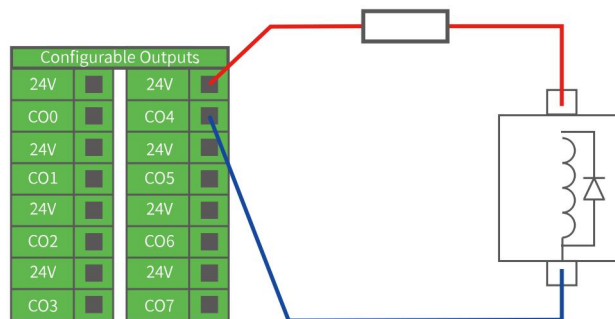 Configurable Outputs
24V 24V
CO0 CO4
24V 24V
CO1 CO5
24V 24V
CO2 CO6
24V 24V
CO3 CO7